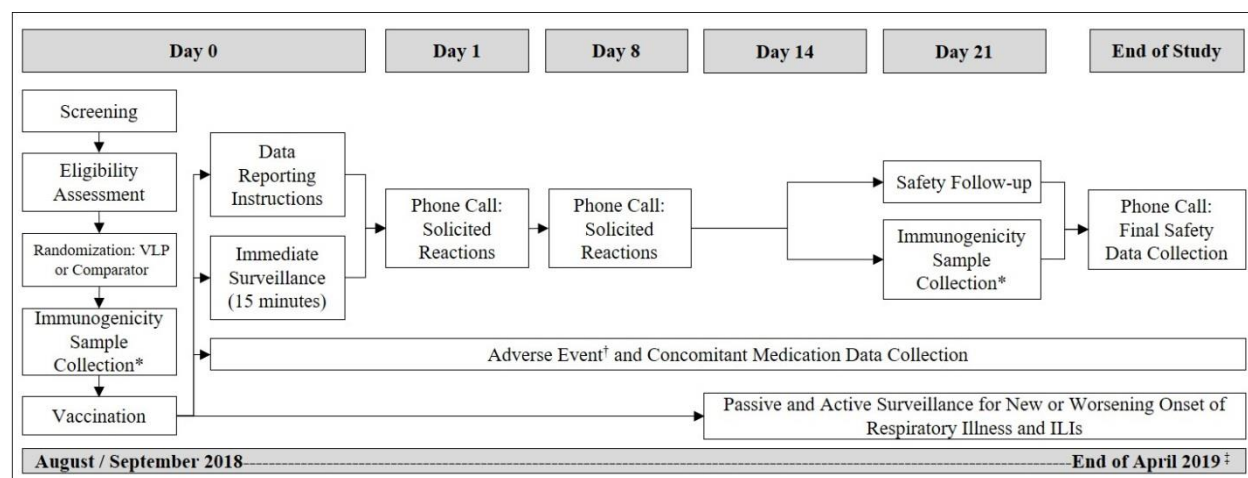 Day 0
Day 1
Day 8
Day 14
Day 21
End of Study
Screening
Eligibility
Assessment
Randomization: VLP
or Comparator
Immunogenicity
Sample
Collection*
Vaccination
Data
Reporting
Instructions
Immediate
Surveillance
(15 minutes)
Phone Call:
Solicited
Reactions
Phone Call:
Solicited
Reactions
Safety Follow-up
Immunogenicity
Sample
Collection*
Phone Call:
Final Safety
Data Collection
Adverse Event† and Concomitant Medication Data Collection
Passive and Active Surveillance for New or Worsening Onset of
Respiratory Illness and ILIs
August / September 2018
End of April 2019‡